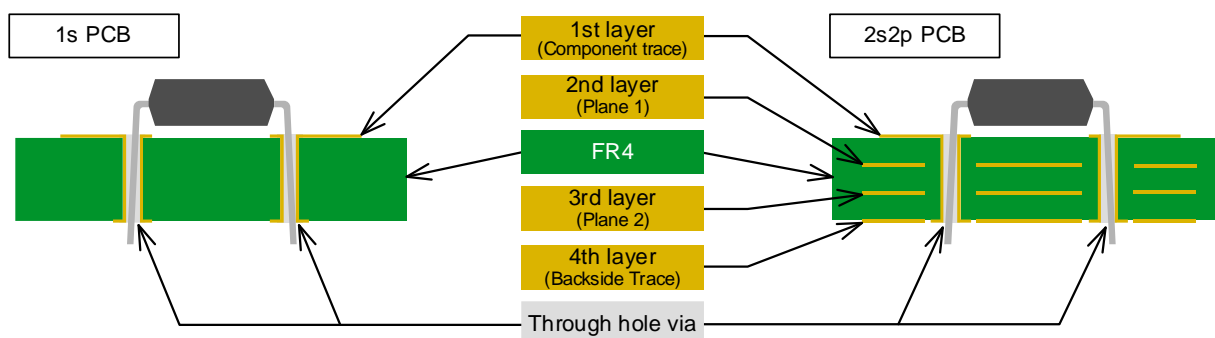 1s PCB
1st layer
(Component trace)
2s2p PCB
2nd layer
(Plane 1)
FR4
3rd layer
(Plane 2)
4th layer
(Backside Trace)
Through hole via